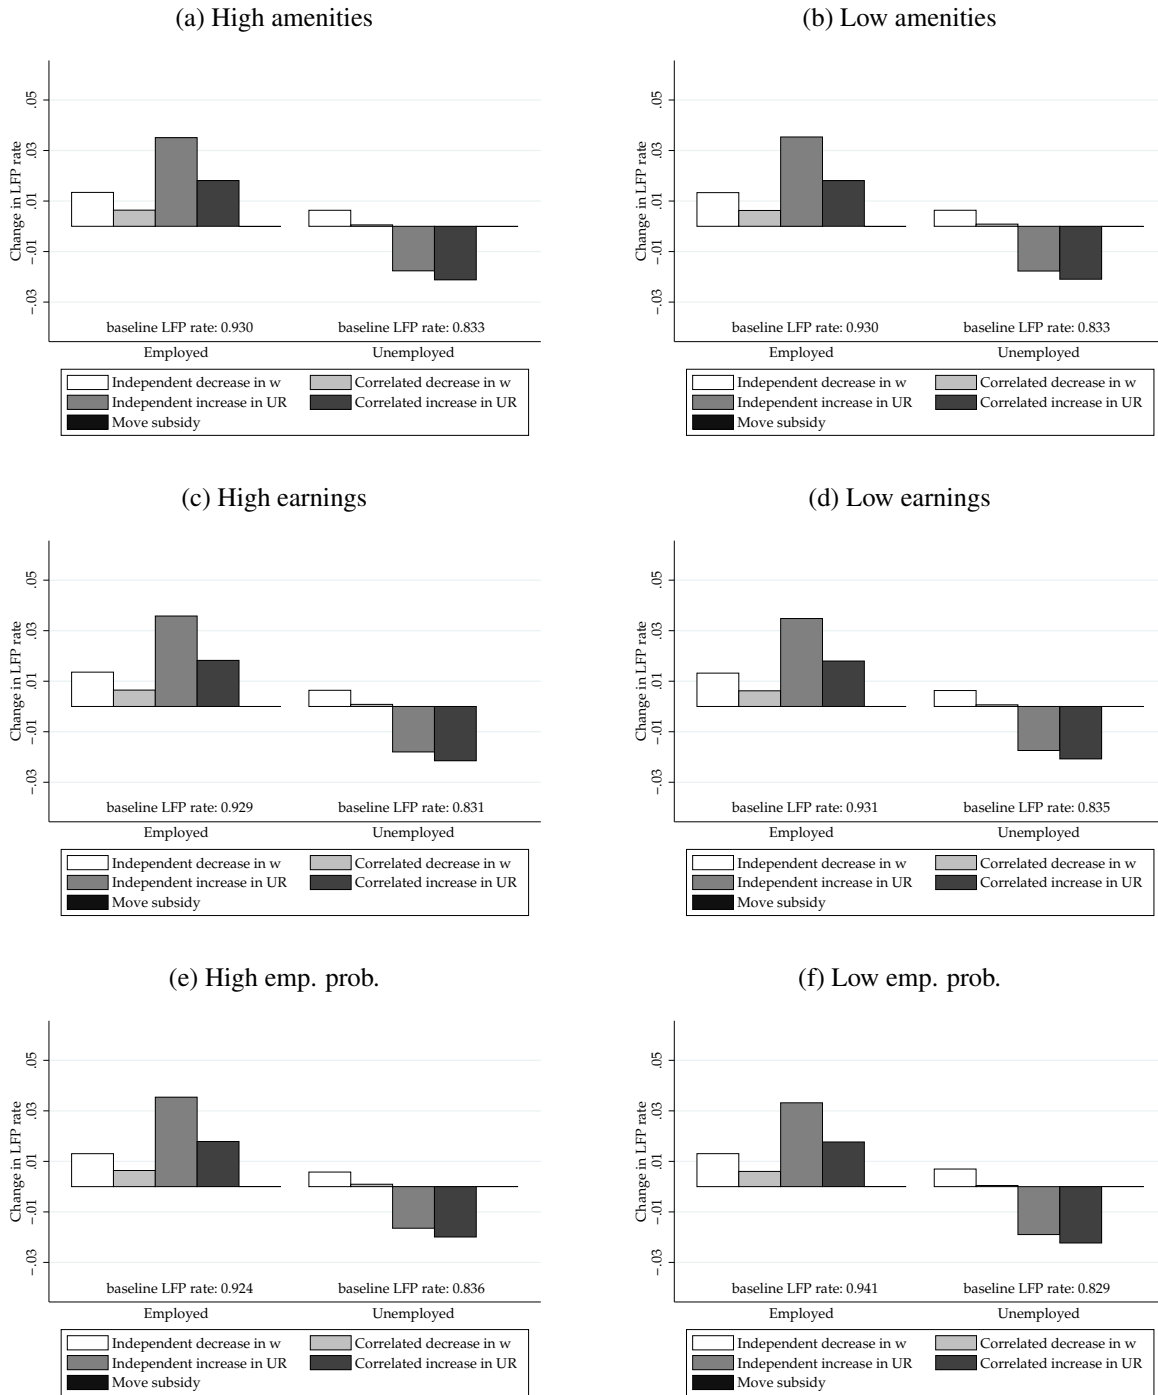 (a) High amenities
Change in LFP rate
.05
.03
.01
-.01
-.03
baseline LFP rate: 0.930
baseline LFP rate: 0.833
Employed
Unemployed
Independent decrease in w
Correlated decrease in w
Independent increase in UR
Correlated increase in UR
Move subsidy
(b) Low amenities
Change in LFP rate
.05
.03
.01
-.01
-.03
baseline LFP rate: 0.930
baseline LFP rate: 0.833
Employed
Unemployed
Independent decrease in w
Correlated decrease in w
Independent increase in UR
Correlated increase in UR
Move subsidy
(c) High earnings
Change in LFP rate
.05
.03
.01
-.01
-.03
baseline LFP rate: 0.929
baseline LFP rate: 0.831
Employed
Unemployed
Independent decrease in w
Correlated decrease in w
Independent increase in UR
Correlated increase in UR
Move subsidy
(d) Low earnings
Change in LFP rate
.05
.03
.01
-.01
-.03
baseline LFP rate: 0.931
baseline LFP rate: 0.835
Employed
Unemployed
Independent decrease in w
Correlated decrease in w
Independent increase in UR
Correlated increase in UR
Move subsidy
(e) High emp. prob.
Change in LFP rate
.05
.03
.01
-.01
-.03
baseline LFP rate: 0.924
baseline LFP rate: 0.836
Employed
Unemployed
Independent decrease in w
Correlated decrease in w
Independent increase in UR
Correlated increase in UR
Move subsidy
(f) Low emp. prob.
Change in LFP rate
.05
.03
.01
-.01
-.03
baseline LFP rate: 0.941
baseline LFP rate: 0.829
Employed
Unemployed
Independent decrease in w
Correlated decrease in w
Independent increase in UR
Correlated increase in UR
Move subsidy